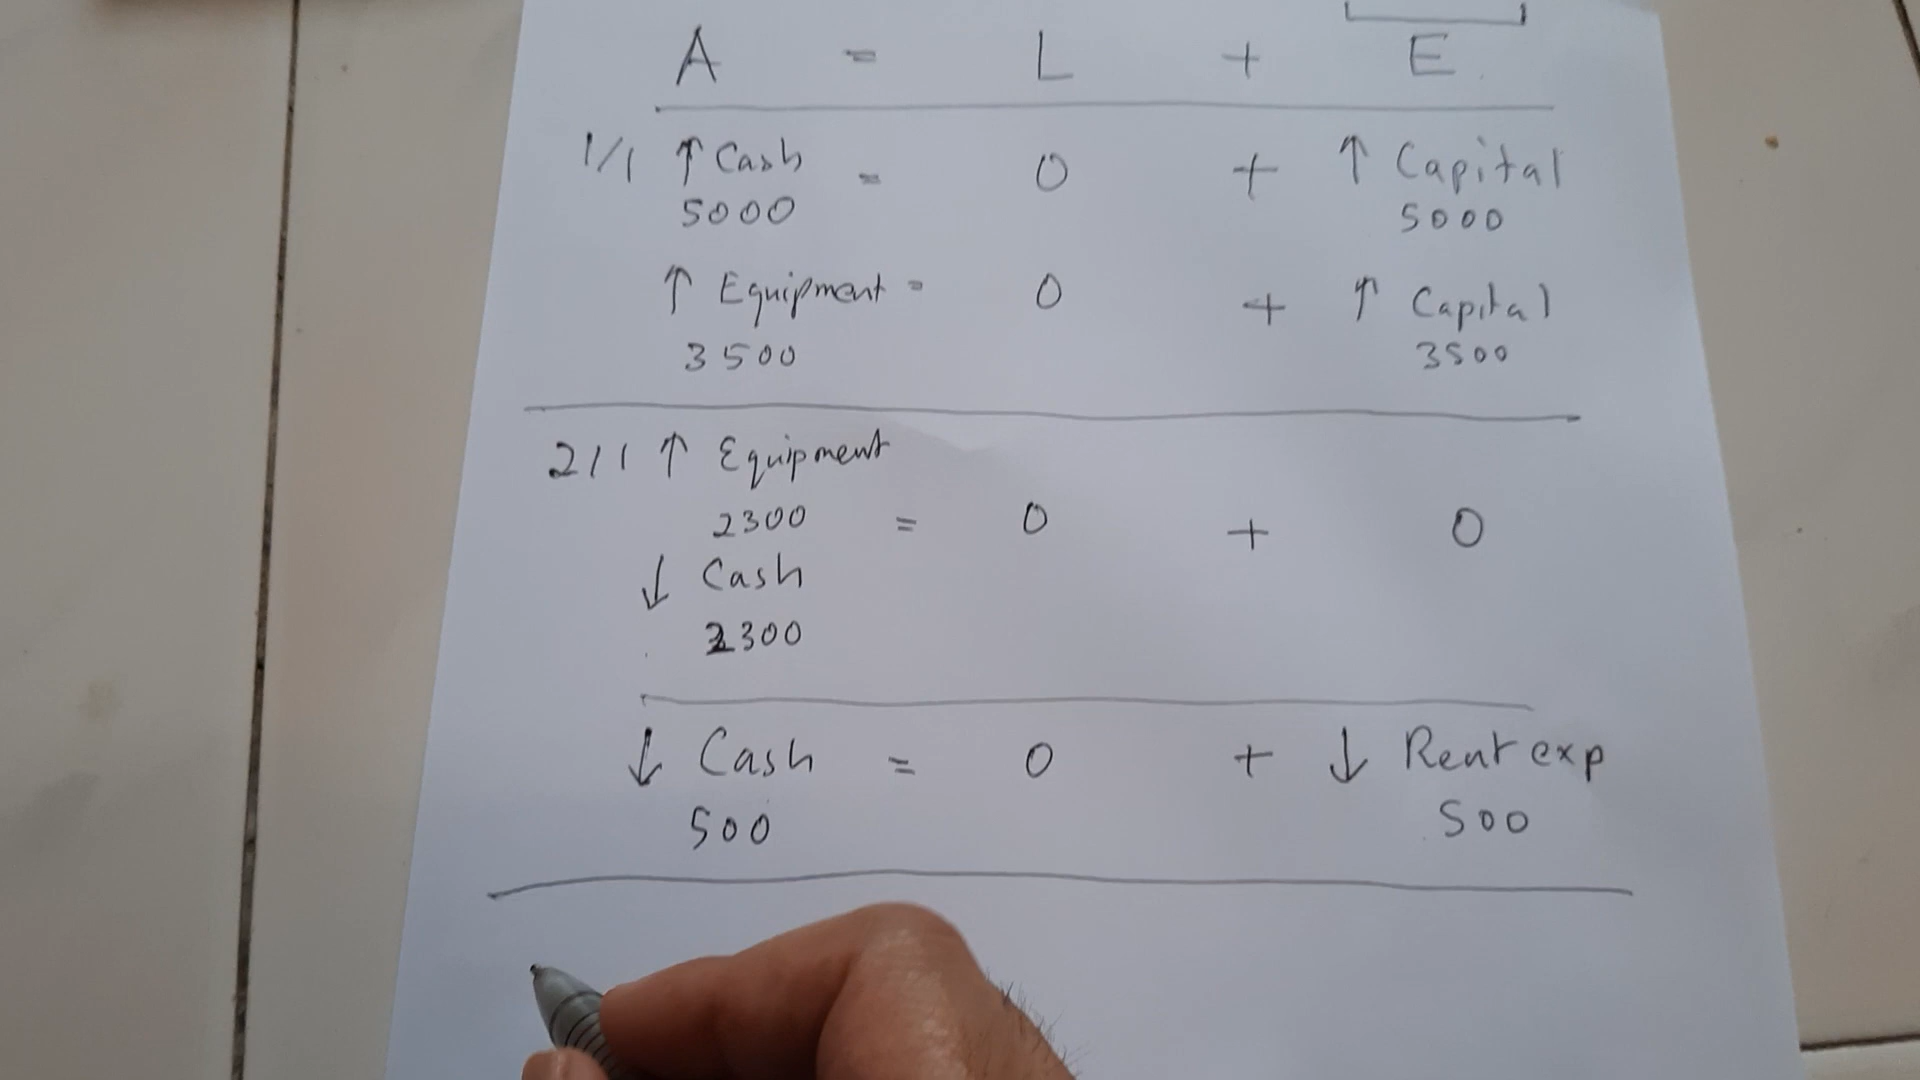 A = L + E
1/1 ↑ Cash = 0 + ↑ Capital
5000 5000
↑ Equipment = 0 + ↑ Capital
3500 3500
2/1 ↑ Equipment
2300 = 0 + 0
↓ Cash
2300
↓ Cash = 0 + ↓ Rent exp
500 500